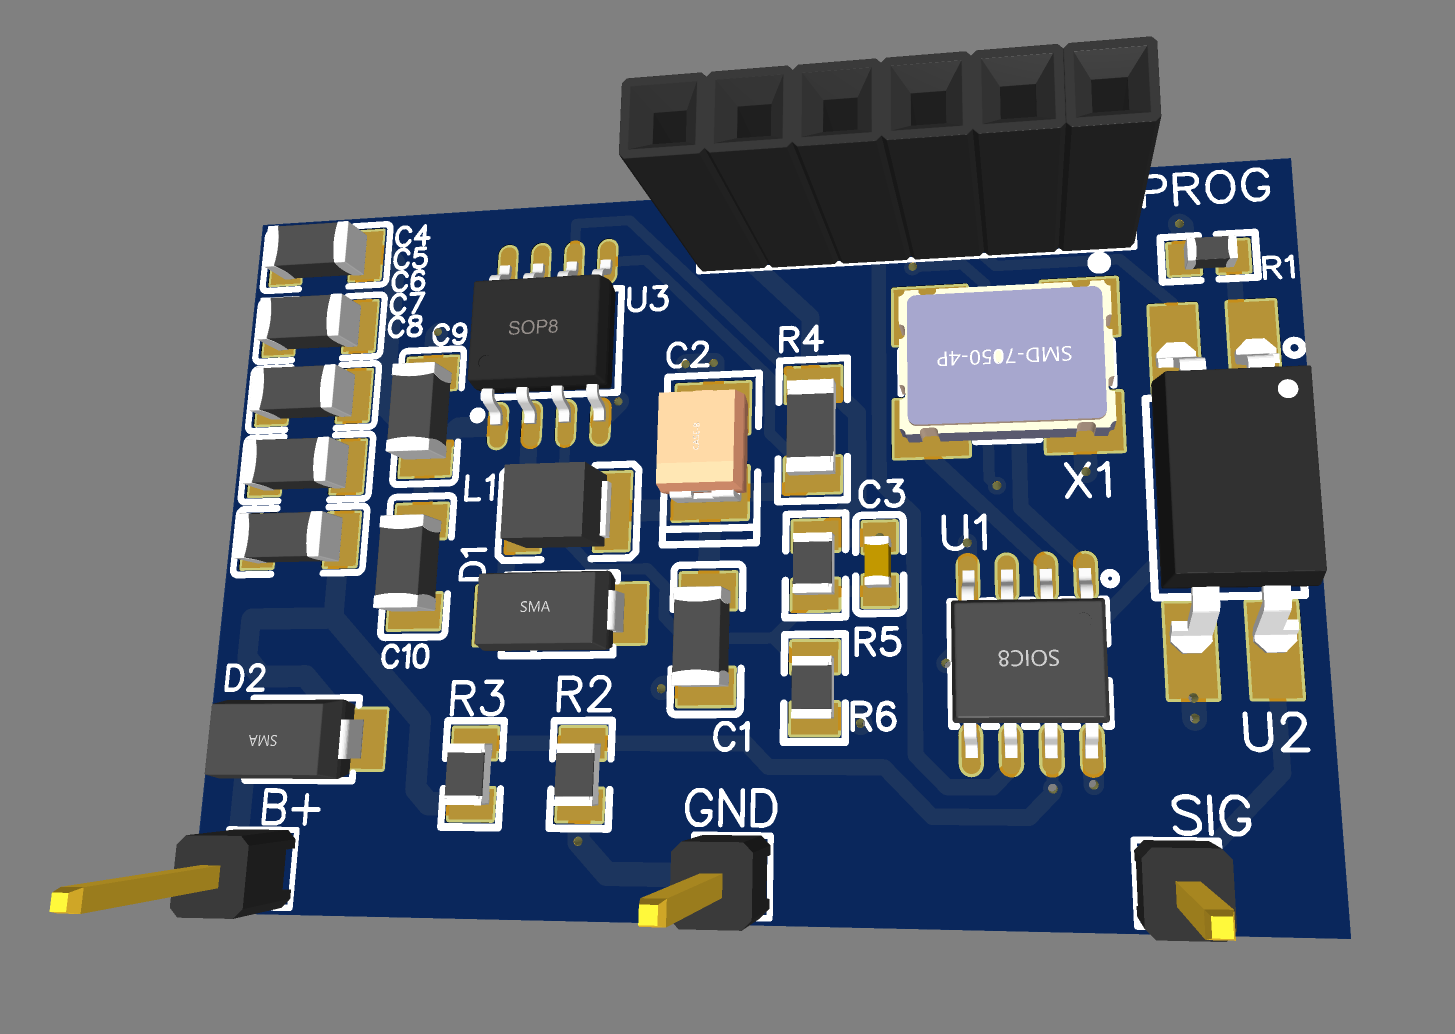 PROG
C4
C5
C6
C7
C8
C9
R1
U3
SOP8
C2
R4
SMD-7050-4P
X1
L1
C3
U1
D1
SMA
SOIC8
C10
R5
D2
R3
R2
R6
C1
U2
SMA
B+
GND
SIG